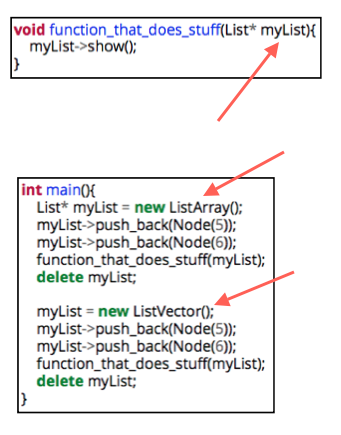 void function_that_does_stuff(List* myList){
myList->show();
}
int main(){
List* myList = new ListArray();
myList->push_back(Node(5));
myList->push_back(Node(6));
function_that_does_stuff(myList);
delete myList;
myList = new ListVector();
myList->push_back(Node(5));
myList->push_back(Node(6));
function_that_does_stuff(myList);
delete myList;
}